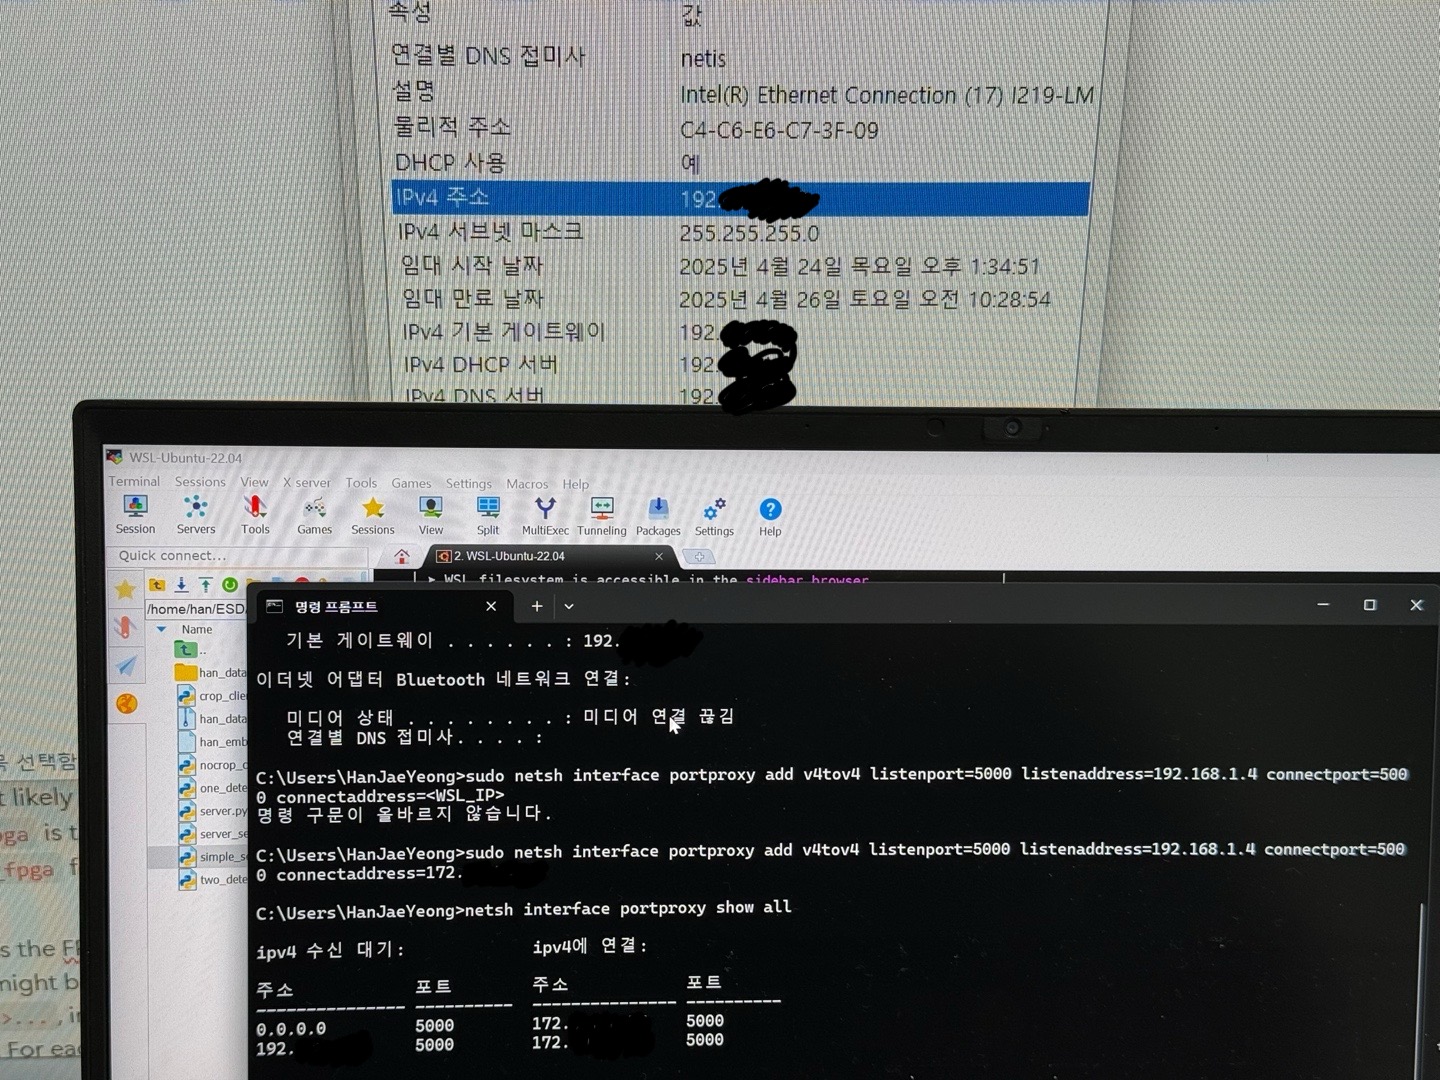 속성 값
연결별 DNS 접미사 netis
설명 Intel(R) Ethernet Connection (17) I219-LM
물리적 주소 C4-C6-E6-C7-3F-09
DHCP 사용 예
IPv4 주소 192.
IPv4 서브넷 마스크 255.255.255.0
임대 시작 날짜 2025년 4월 24일 목요일 오후 1:34:51
임대 만료 날짜 2025년 4월 26일 토요일 오전 10:28:54
IPv4 기본 게이트웨이 192.
IPv4 DHCP 서버 192.
IPv4 DNS 서버 192.
WSL-Ubuntu-22.04
Terminal Sessions View X server Tools Games Settings Macros Help
Session Servers Tools Games Sessions View Split MultiExec Tunneling Packages Settings Help
Quick connect...
2. WSL-Ubuntu-22.04
▸ WSL filesystem is accessible in the sidebar browser
/home/han/ESD
Name
..
han_data
crop_clie
han_data
han_emb
nocrop_c
one_dete
server.py
server_se
simple_se
two_dete
선택함
t likely
ga is t
_fpga f
s the
night b
>...., i
For ea
명령 프롬프트
기본 게이트웨이 . . . . . . : 192.
이더넷 어댑터 Bluetooth 네트워크 연결:
미디어 상태 . . . . . . . . : 미디어 연결 끊김
연결별 DNS 접미사. . . . :
C:\Users\HanJaeYeong>sudo netsh interface portproxy add v4tov4 listenport=5000 listenaddress=192.168.1.4 connectport=500
0 connectaddress=<WSL_IP>
명령 구문이 올바르지 않습니다.
C:\Users\HanJaeYeong>sudo netsh interface portproxy add v4tov4 listenport=5000 listenaddress=192.168.1.4 connectport=500
0 connectaddress=172.
C:\Users\HanJaeYeong>netsh interface portproxy show all
ipv4 수신 대기: ipv4에 연결:
주소 포트 주소 포트
--------------- ---------- --------------- ----------
0.0.0.0 5000 172. 5000
192. 5000 172. 5000